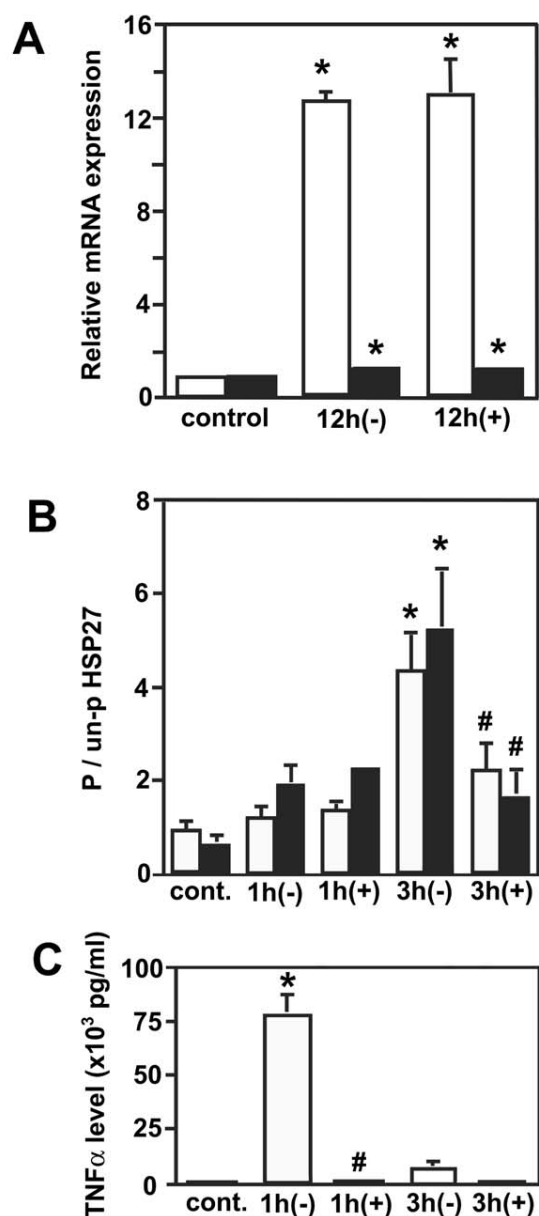 A
Relative mRNA expression
16
12
8
4
0
* *
* *
control 12h(-) 12h(+)
B
P / un-p HSP27
8
6
4
2
0
* *
# #
cont. 1h(-) 1h(+) 3h(-) 3h(+)
C
TNFα level (x10³ pg/ml)
100
75
50
25
0
*
#
cont. 1h(-) 1h(+) 3h(-) 3h(+)